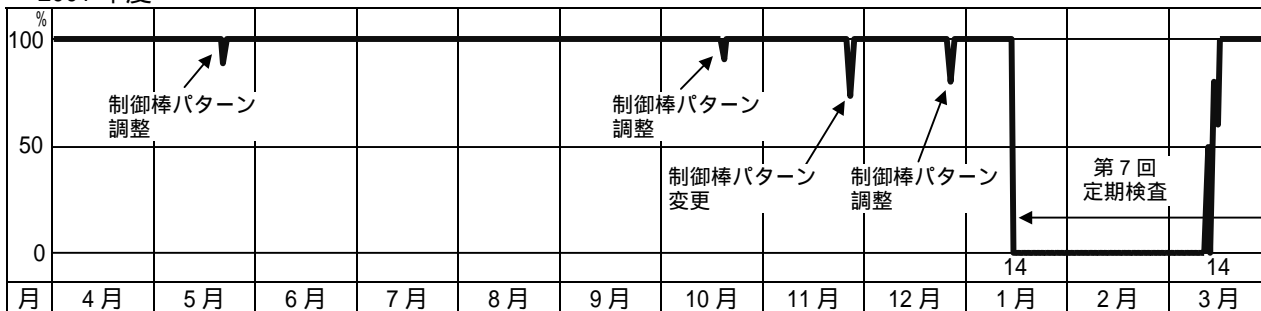 %
100
50
0
制御棒パターン
調整
制御棒パターン
調整
制御棒パターン
変更
制御棒パターン
調整
第７回
定期検査
14
14
月
４月
５月
６月
７月
８月
９月
10月
11月
12月
１月
２月
３月